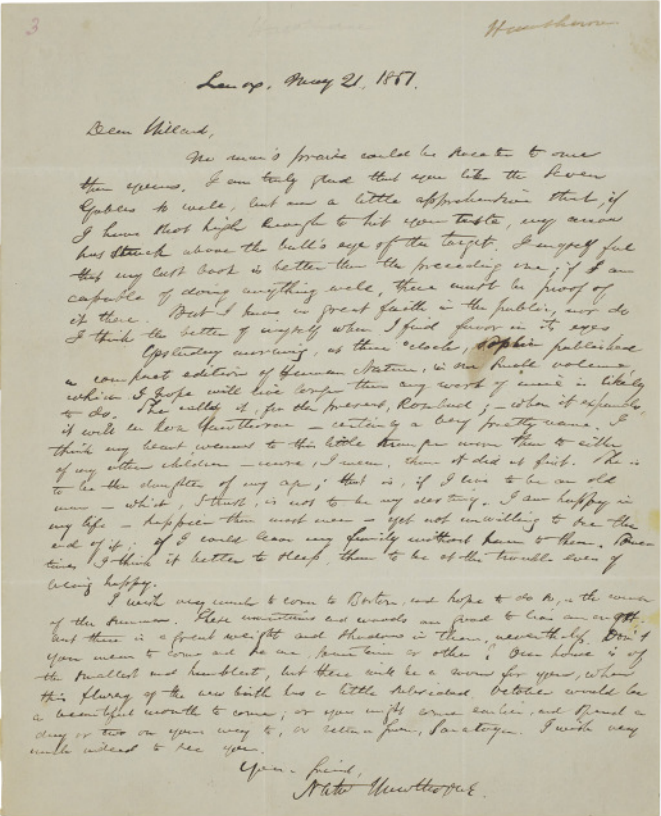 3
Hawthorne
Lenox, May 21, 1851.
Dear Hillard,
No man's praise could be sweeter to me
than yours. I am truly glad that you like the Seven
Gables so well, but am a little apprehensive that, if
I have shot high enough to hit your taste, my arrow
has struck above the bull's eye of the target. I myself feel
that my last book is better than the preceding one; if I am
capable of doing anything well, there must be proof of
it there. But I have no great faith in the public, nor do
I think the better of myself when I find favor in its eyes.
Yesterday morning, at three o'clock, Sophia published
a compact edition of Human Nature, in one small volume,
which I hope will live longer than any work of mine is likely
to do. She calls it, for the present, Rosebud; — when it expands,
it will be Rose Hawthorne — certainly a very pretty name. I
think my heart warms to this little stranger more than to either
of my other children — more, I mean, than it did at first. She is
to be the daughter of my age; that is, if I live to be an old
man — which, I trust, is not to be my destiny. I am happy in
my life — happier than most men — yet not unwilling to see the
end of it; if I could leave my family without harm to them. Some-
times I think it better to sleep, than to be at the trouble even of
being happy.
I wish very much to come to Boston, and hope to do so, in the course
of the summer. These mountains and woods are good to live amongst;
but there is a great weight and shadow in them, nevertheless. Don't
you mean to come and see me, sometime or other? Our house is of
the smallest and humblest, but there will be a room for you, when
this flurry of the new birth has a little subsided. October would be
a beautiful month to come; or you might come earlier, and spend a
day or two on your way to, or return from, Saratoga. I wish very
much indeed to see you.
Your friend,
Nathl Hawthorne.